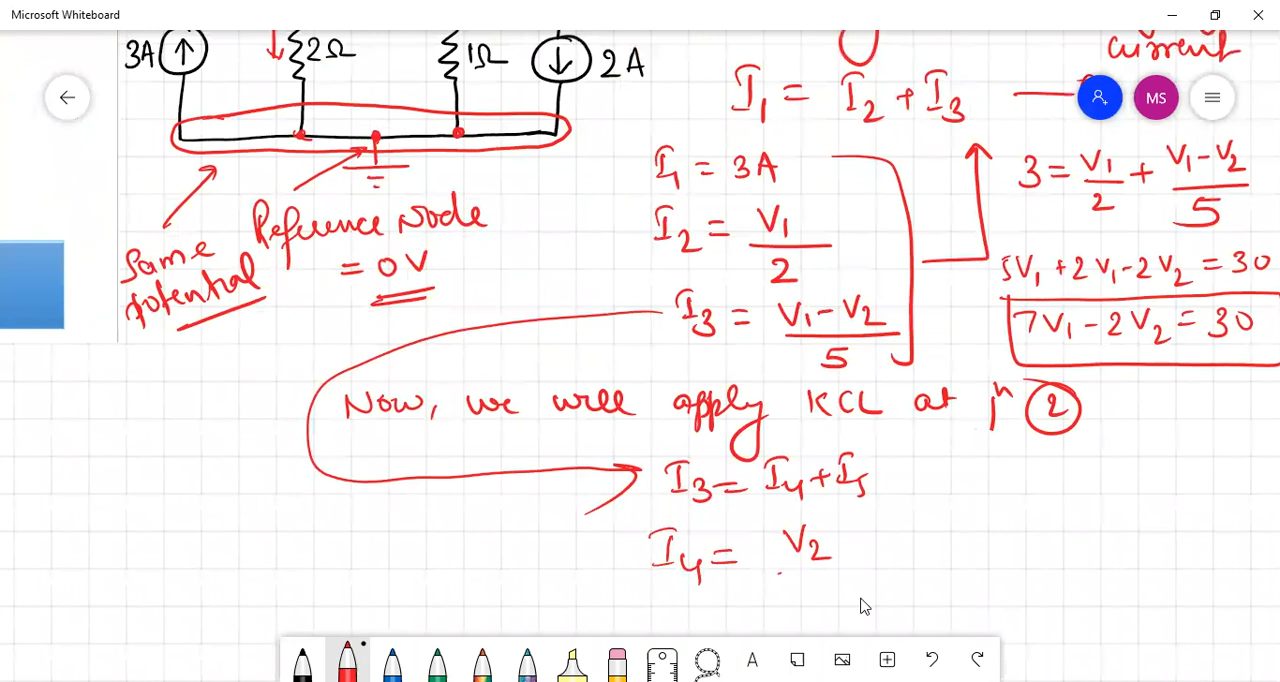 Microsoft Whiteboard
3A
2Ω
1Ω
2A
Same
potential
Reference Node
= 0V
current
I1 = I2 + I3
I1 = 3A
I2 = V1 / 2
I3 = V1 - V2 / 5
MS
3 = V1/2 + V1-V2/5
5V1 + 2V1 - 2V2 = 30
7V1 - 2V2 = 30
Now, we will apply KCL at 2
I3 = I4 + I5
I4 = V2
A